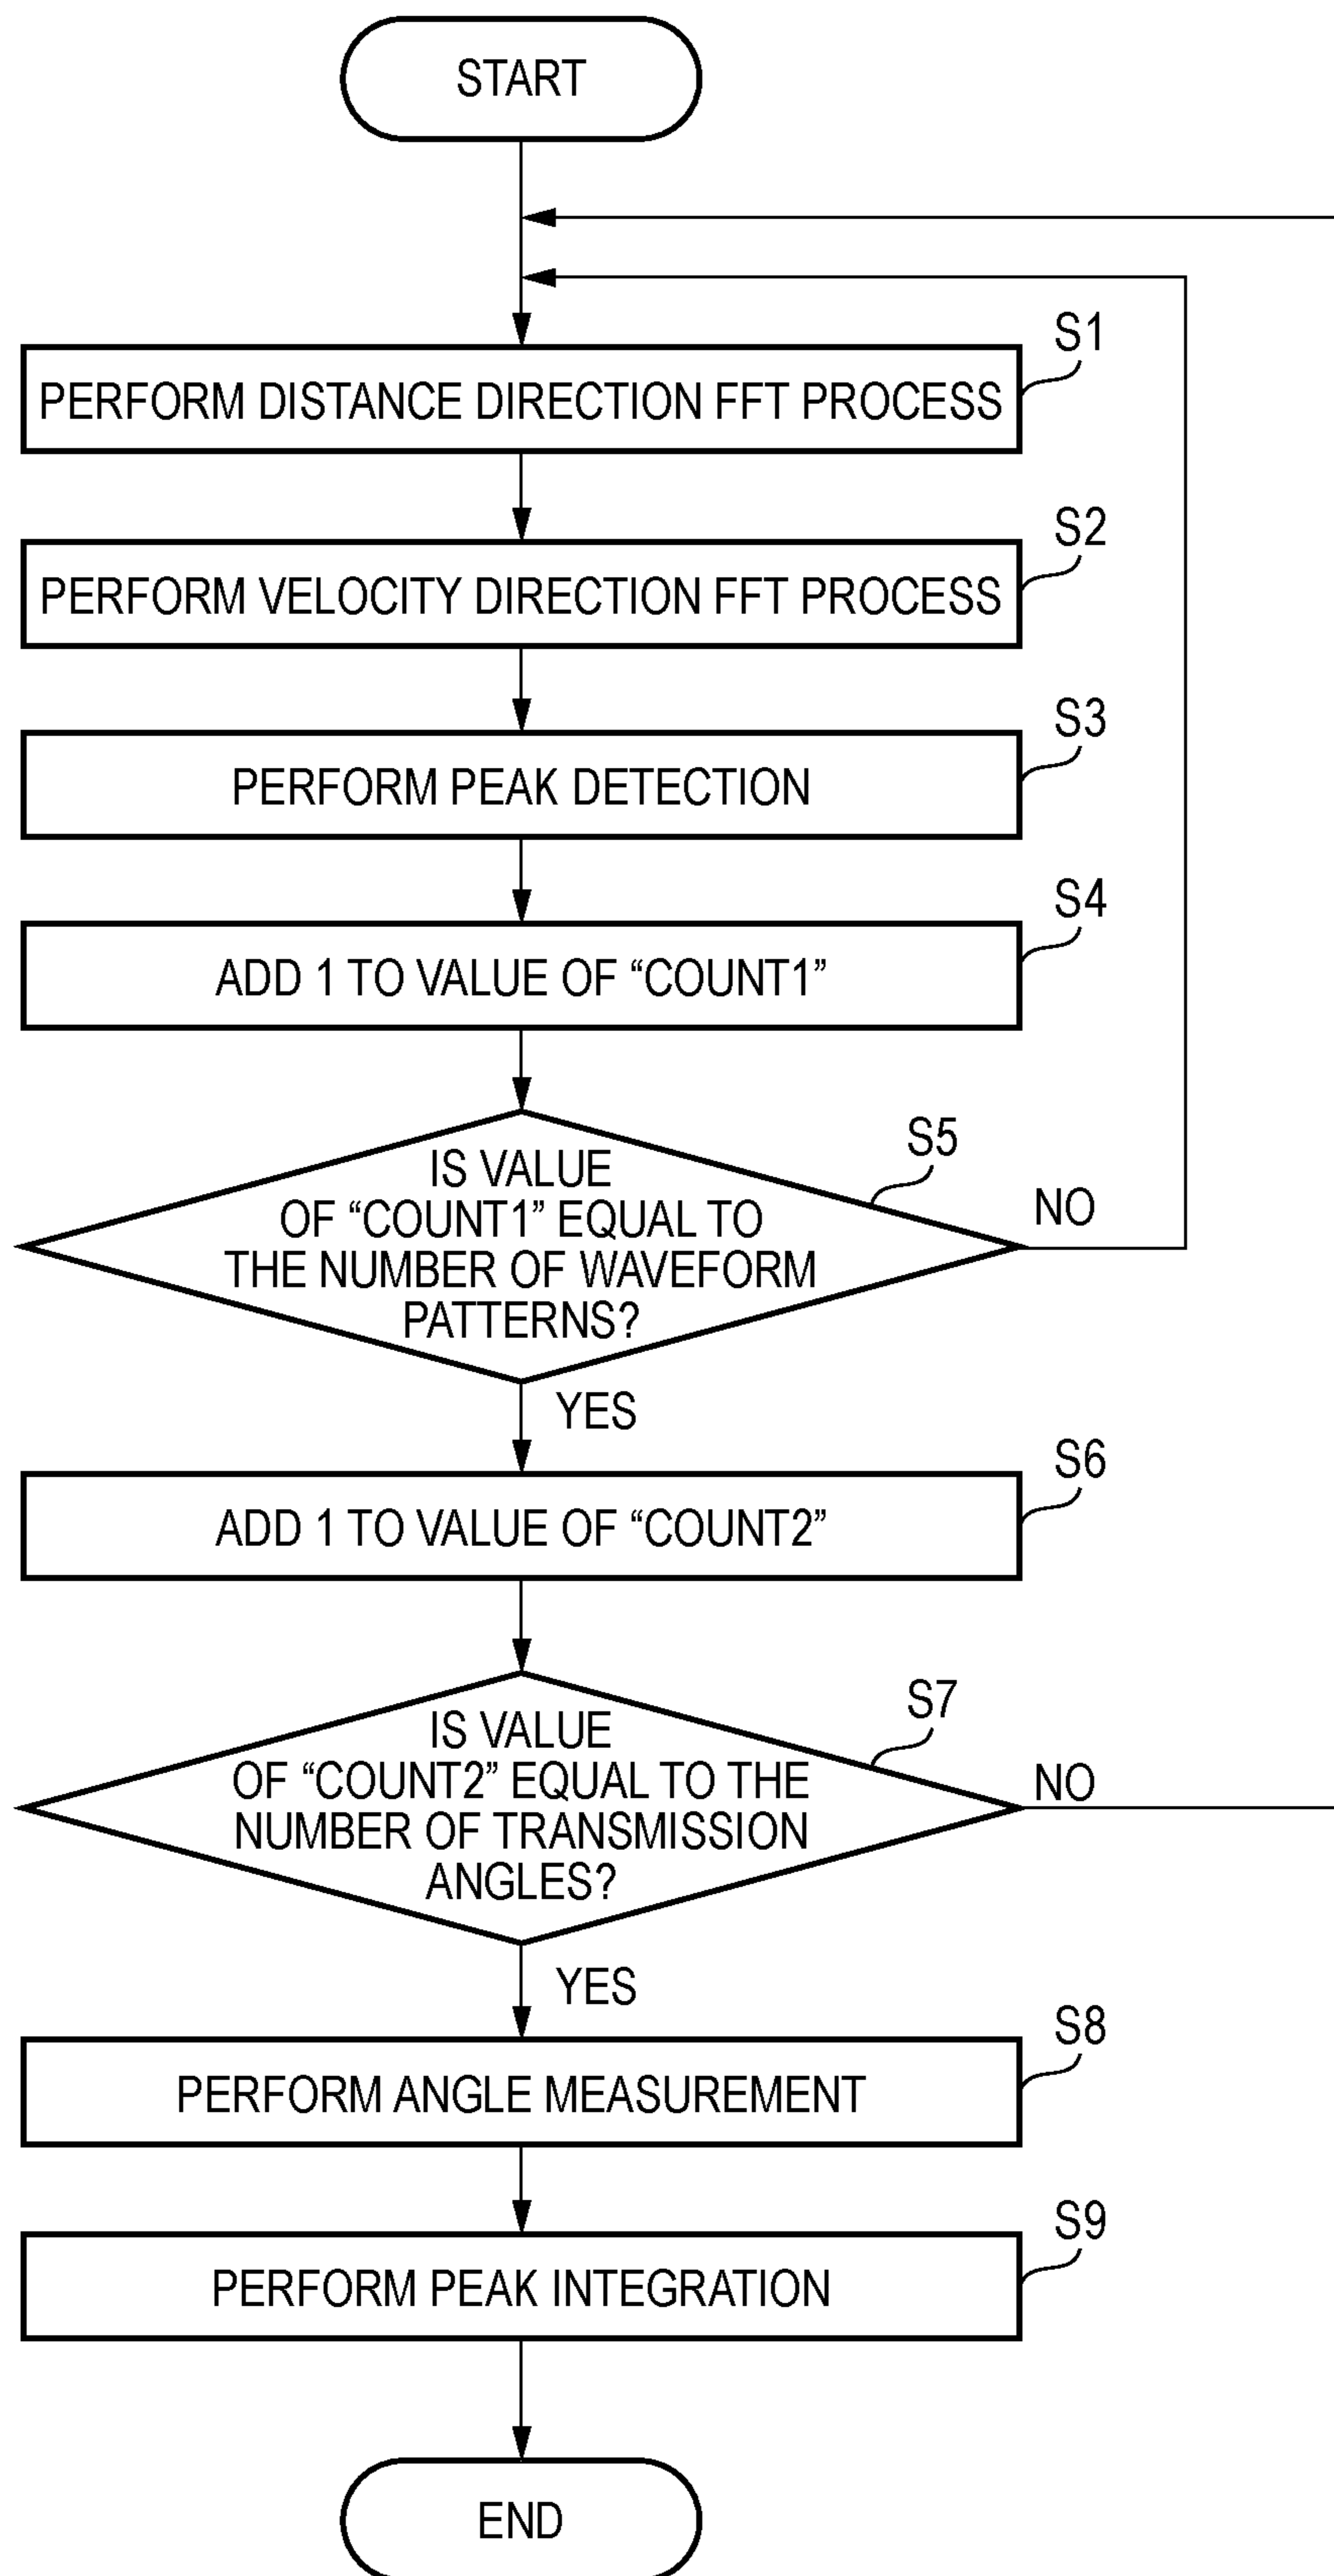 START
S1
PERFORM DISTANCE DIRECTION FFT PROCESS
S2
PERFORM VELOCITY DIRECTION FFT PROCESS
S3
PERFORM PEAK DETECTION
S4
ADD 1 TO VALUE OF “COUNT1”
S5
IS VALUE
OF “COUNT1” EQUAL TO
THE NUMBER OF WAVEFORM
PATTERNS?
NO
YES
S6
ADD 1 TO VALUE OF “COUNT2”
S7
IS VALUE
OF “COUNT2” EQUAL TO THE
NUMBER OF TRANSMISSION
ANGLES?
NO
YES
S8
PERFORM ANGLE MEASUREMENT
S9
PERFORM PEAK INTEGRATION
END